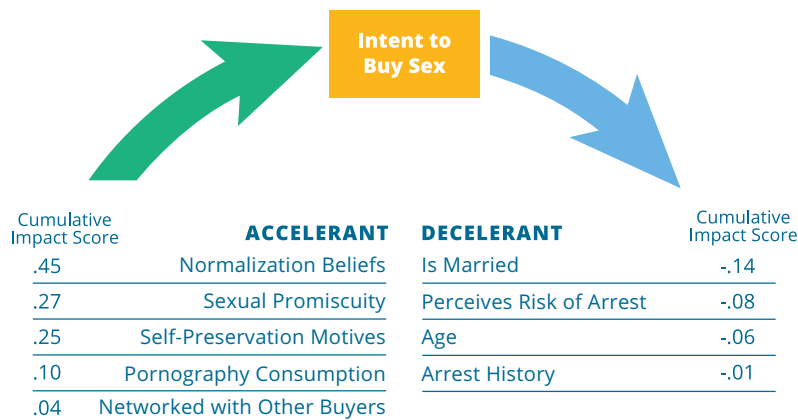 Intent to
Buy Sex
Cumulative
Impact Score
ACCELERANT
DECELERANT
Cumulative
Impact Score
.45 Normalization Beliefs
Is Married -.14
.27 Sexual Promiscuity
Perceives Risk of Arrest -.08
.25 Self-Preservation Motives
Age -.06
.10 Pornography Consumption
Arrest History -.01
.04 Networked with Other Buyers